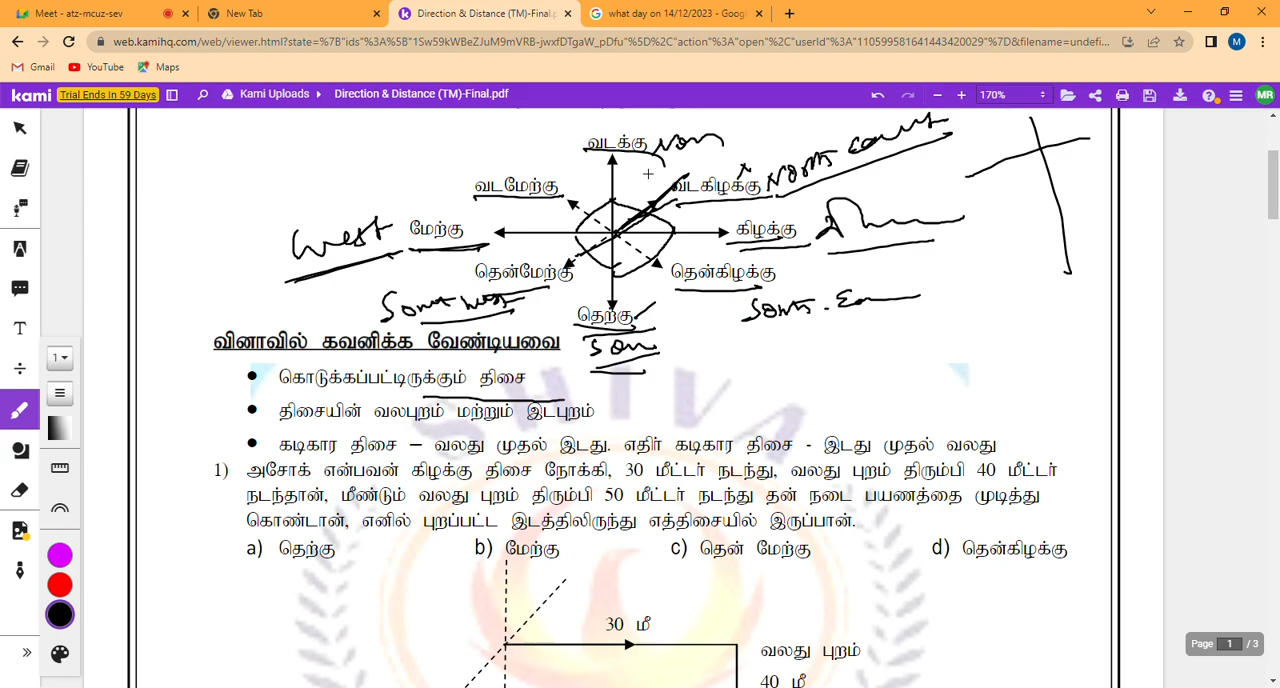 Meet - atz-mcuz-sev
New Tab
Direction & Distance (TM)-Final.p
what day on 14/12/2023 - Goog
web.kamihq.com/web/viewer.html?state=%7B"ids"%3A%5B"1Sw59kWBeZJuM9mVRB-jwxfDTgaW_pDfu"%5D%2C"action"%3A"open"%2C"userId"%3A"110599581641443420029"%7D&filename=undefi...
Gmail YouTube Maps
kami Trial Ends In 59 Days Kami Uploads Direction & Distance (TM)-Final.pdf 170% MR
வடக்கு
வடமேற்கு வடகிழக்கு North
West மேற்கு கிழக்கு
தென்மேற்கு தென்கிழக்கு
தெற்கு
வினாவில் கவனிக்க வேண்டியவை
• கொடுக்கப்பட்டிருக்கும் திசை
• திசையின் வலபுறம் மற்றும் இடபுறம்
• கடிகார திசை – வலது முதல் இடது. எதிர் கடிகார திசை - இடது முதல் வலது
1) அசோக் என்பவன் கிழக்கு திசை நோக்கி, 30 மீட்டர் நடந்து, வலது புறம் திரும்பி 40 மீட்டர்
நடந்தான், மீண்டும் வலது புறம் திரும்பி 50 மீட்டர் நடந்து தன் நடை பயணத்தை முடித்து
கொண்டான், எனில் புறப்பட்ட இடத்திலிருந்து எத்திசையில் இருப்பான்.
a) தெற்கு b) மேற்கு c) தென் மேற்கு d) தென்கிழக்கு
30 மீ
வலது புறம்
40 மீ
SHIVA
Page 1 / 3